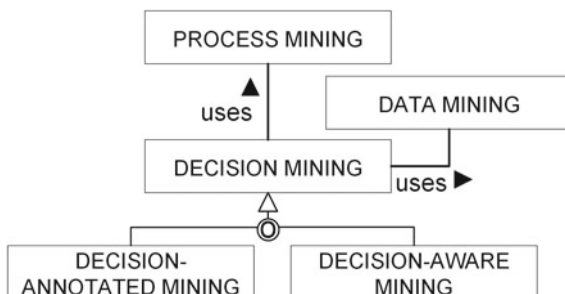 PROCESS MINING
▲
uses
DATA MINING
DECISION MINING
uses ►
O
DECISION-
ANNOTATED MINING
DECISION-AWARE
MINING